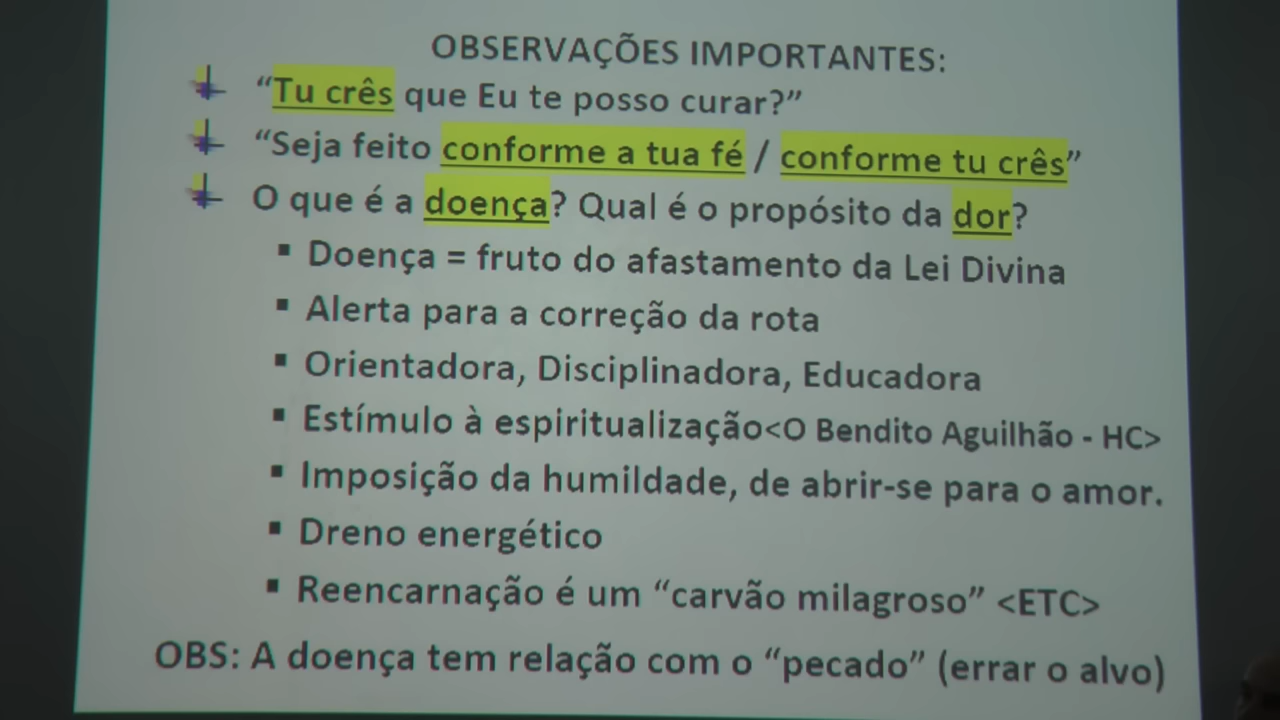 OBSERVAÇÕES IMPORTANTES:
“Tu crês que Eu te posso curar?”
“Seja feito conforme a tua fé / conforme tu crês”
O que é a doença? Qual é o propósito da dor?
Doença = fruto do afastamento da Lei Divina
Alerta para a correção da rota
Orientadora, Disciplinadora, Educadora
Estímulo à espiritualização<O Bendito Aguilhão - HC>
Imposição da humildade, de abrir-se para o amor.
Dreno energético
Reencarnação é um “carvão milagroso” <ETC>
OBS: A doença tem relação com o “pecado” (errar o alvo)